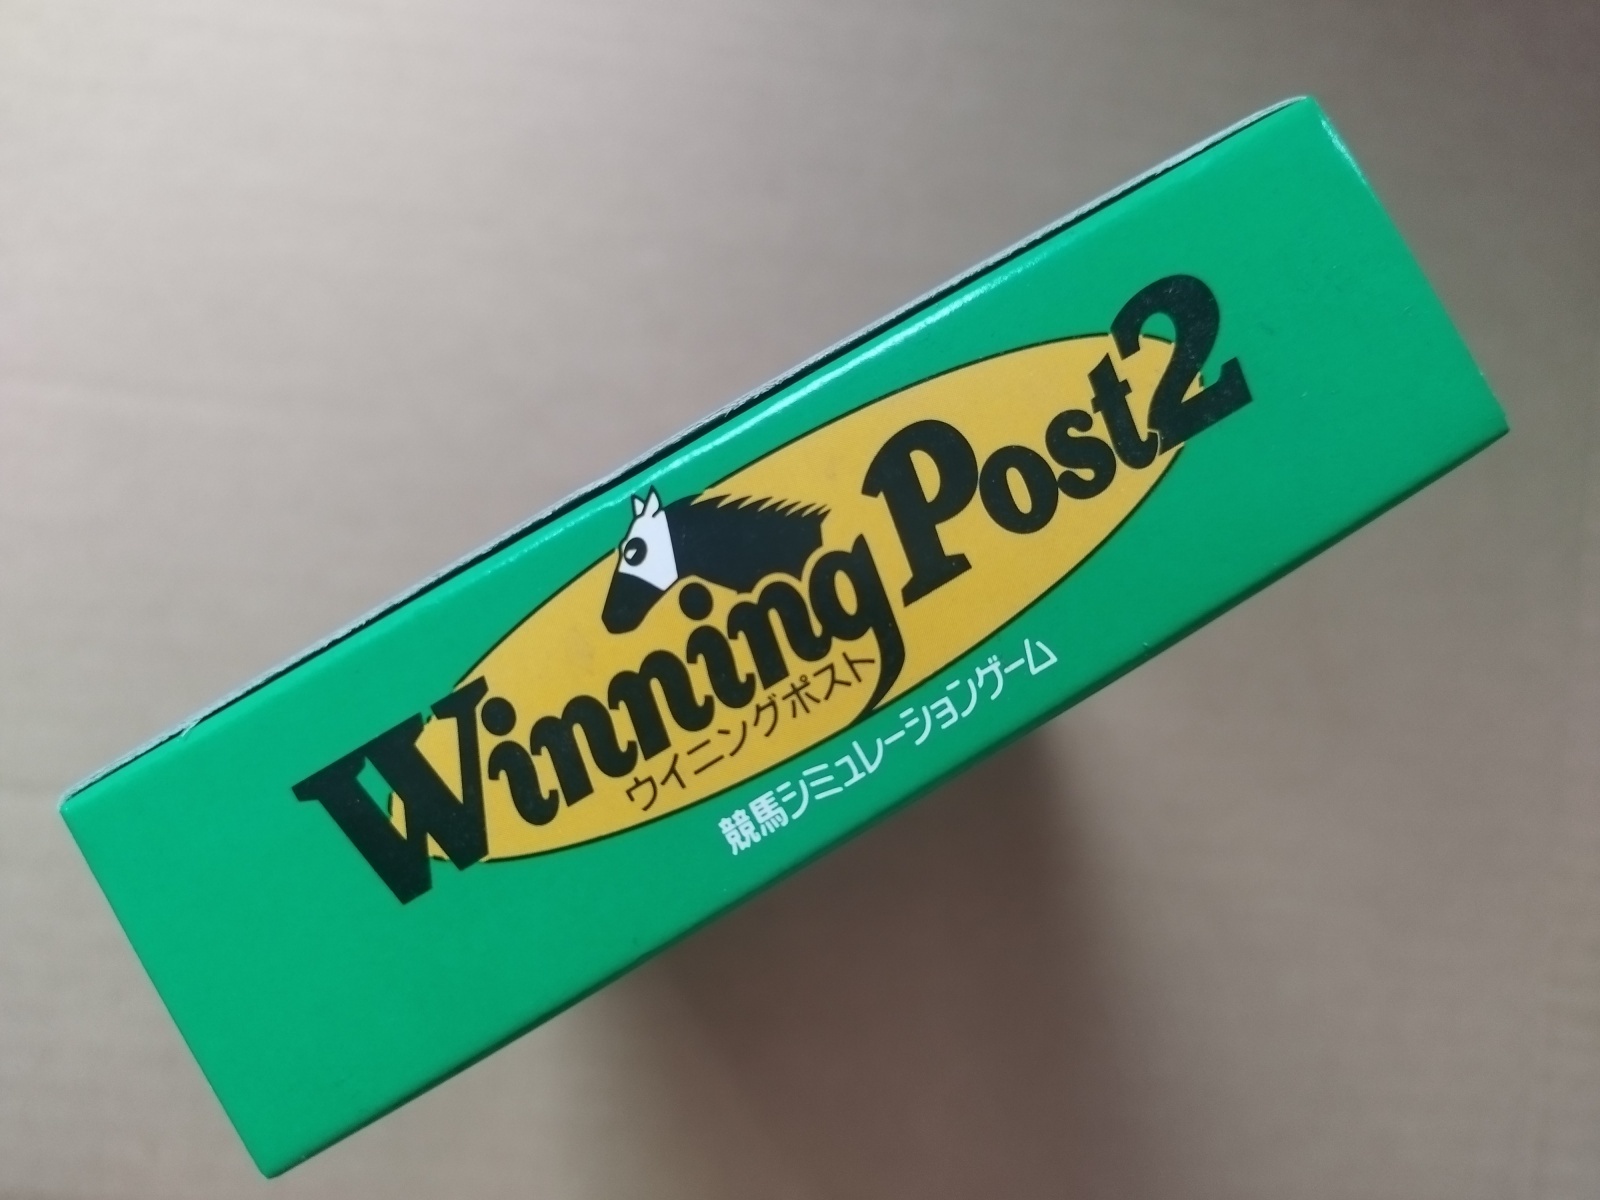 Winning Post2
ウイニングポスト
競馬シミュレーションゲーム